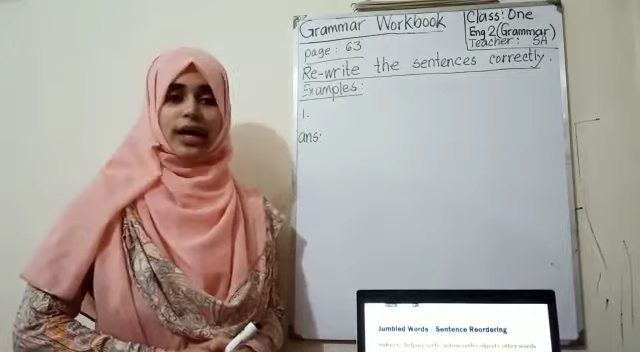 Grammar Workbook
Class: One
Eng 2 (Grammar)
Teacher: SA
page: 63
Re-write the sentences correctly.
Examples:
1.
ans:
Jumbled Words Sentence Reordering